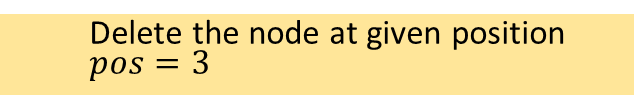 Delete the node at given position
pos = 3